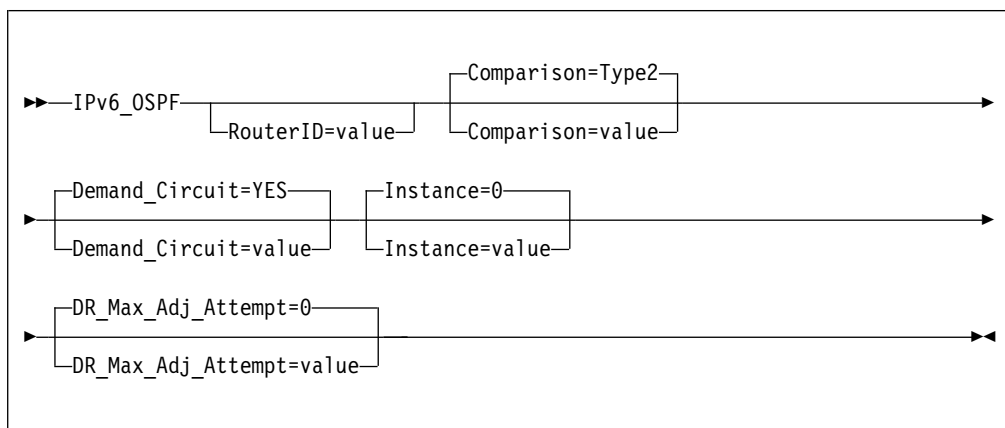 Comparison=Type2
IPv6_OSPF
RouterID=value
Comparison=value
Demand_Circuit=YES
Instance=0
Demand_Circuit=value
Instance=value
DR_Max_Adj_Attempt=0
DR_Max_Adj_Attempt=value